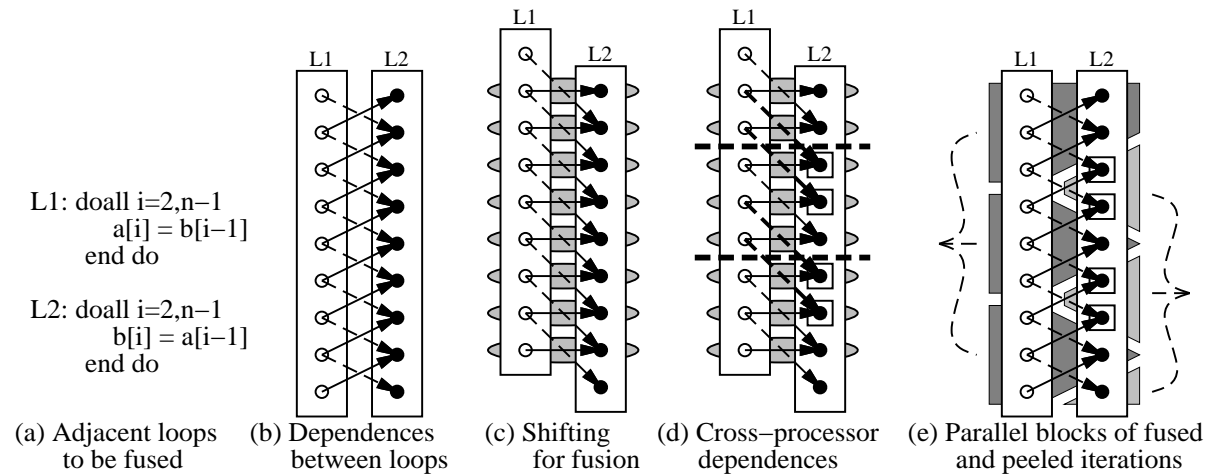 L1
L2
L1
L2
L1
L2
L1
L2
L1: doall i=2,n−1
a[i] = b[i−1]
end do
L2: doall i=2,n−1
b[i] = a[i−1]
end do
(a) Adjacent loops
to be fused
(b) Dependences
between loops
(c) Shifting
for fusion
(d) Cross−processor
dependences
(e) Parallel blocks of fused
and peeled iterations